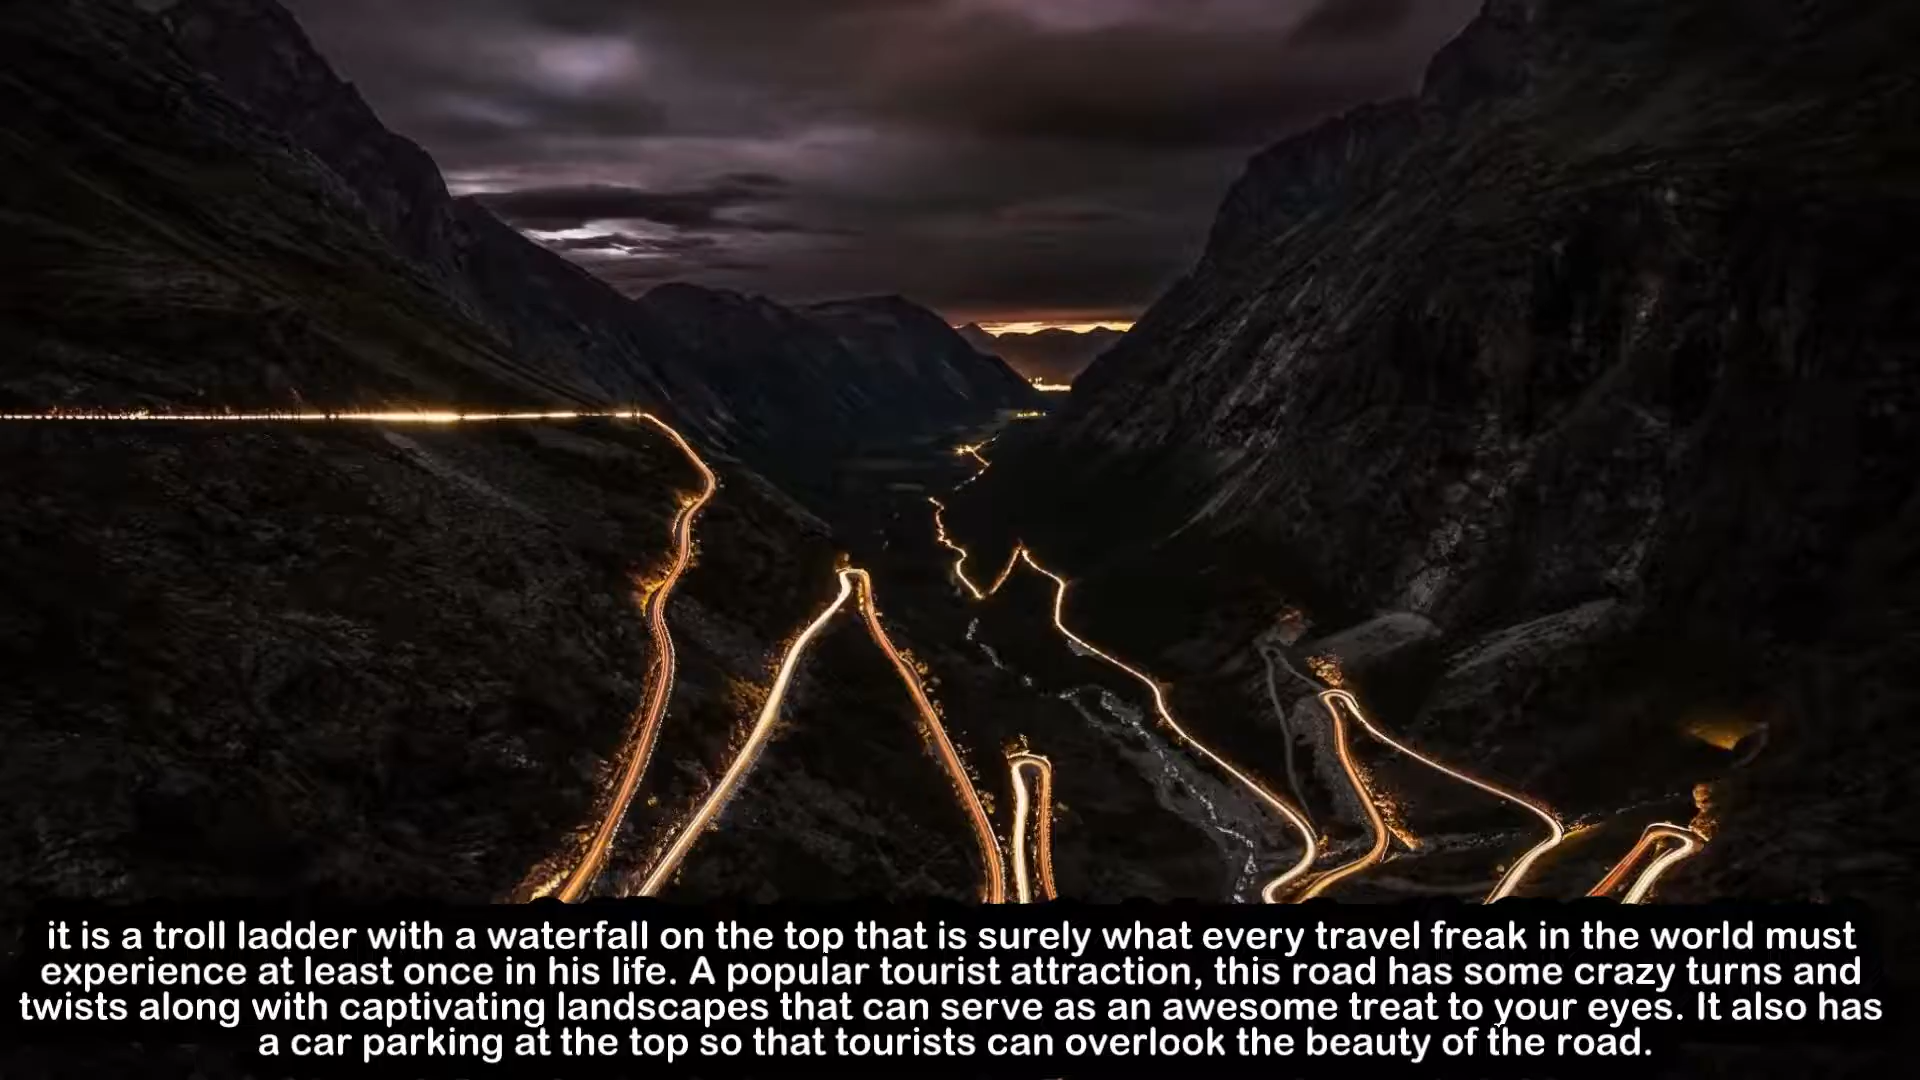 it is a troll ladder with a waterfall on the top that is surely what every travel freak in the world must
experience at least once in his life. A popular tourist attraction, this road has some crazy turns and
twists along with captivating landscapes that can serve as an awesome treat to your eyes. It also has
a car parking at the top so that tourists can overlook the beauty of the road.